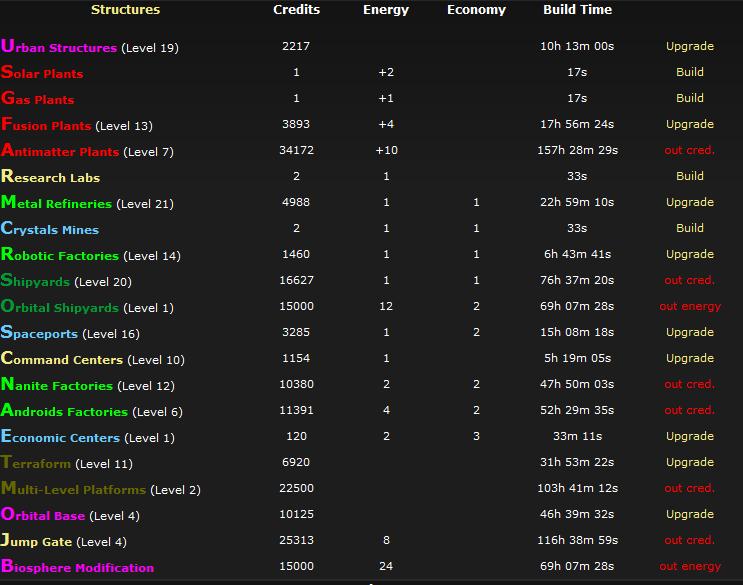 Structures Credits Energy Economy Build Time
Urban Structures (Level 19) 2217 10h 13m 00s Upgrade
Solar Plants 1 +2 17s Build
Gas Plants 1 +1 17s Build
Fusion Plants (Level 13) 3893 +4 17h 56m 24s Upgrade
Antimatter Plants (Level 7) 34172 +10 157h 28m 29s out cred.
Research Labs 2 1 33s Build
Metal Refineries (Level 21) 4988 1 1 22h 59m 10s Upgrade
Crystals Mines 2 1 33s Build
Robotic Factories (Level 14) 1460 1 1 6h 43m 41s Upgrade
Shipyards (Level 20) 16627 1 1 76h 37m 20s out cred.
Orbital Shipyards (Level 1) 15000 12 2 69h 07m 28s out energy
Spaceports (Level 16) 3285 1 2 15h 08m 18s Upgrade
Command Centers (Level 10) 1154 1 5h 19m 05s Upgrade
Nanite Factories (Level 12) 10380 2 2 47h 50m 03s out cred.
Androids Factories (Level 6) 11391 4 2 52h 29m 35s out cred.
Economic Centers (Level 1) 120 2 3 33m 11s Upgrade
Terraform (Level 11) 6920 31h 53m 22s Upgrade
Multi-Level Platforms (Level 2) 22500 103h 41m 12s out cred.
Orbital Base (Level 4) 10125 46h 39m 32s Upgrade
Jump Gate (Level 4) 25313 8 116h 38m 59s out cred.
Biosphere Modification 15000 24 69h 07m 28s out energy